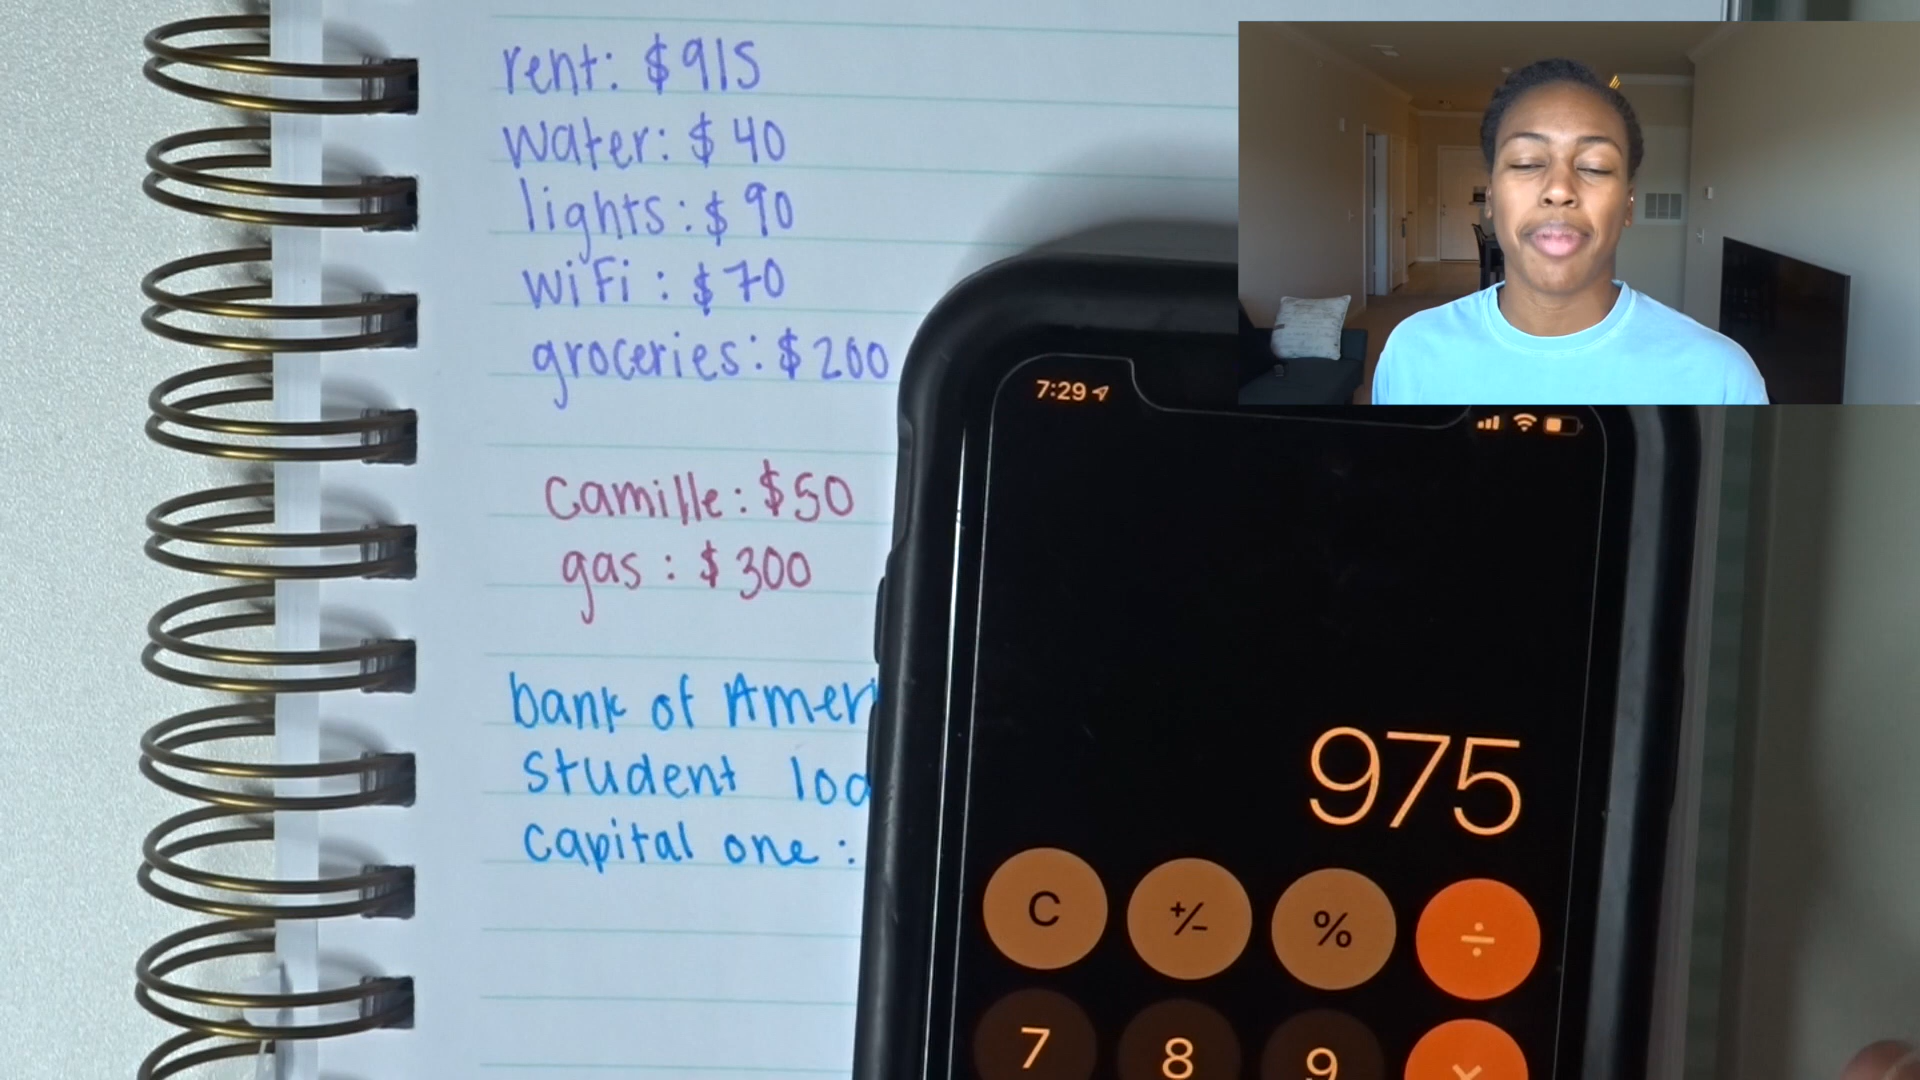 rent: $915
water: $40
lights: $90
wifi: $70
groceries: $200
camille: $50
gas: $300
bank of Amer
student loa
capital one:
7:29
975
C +/- % ÷
7 8 9 ×